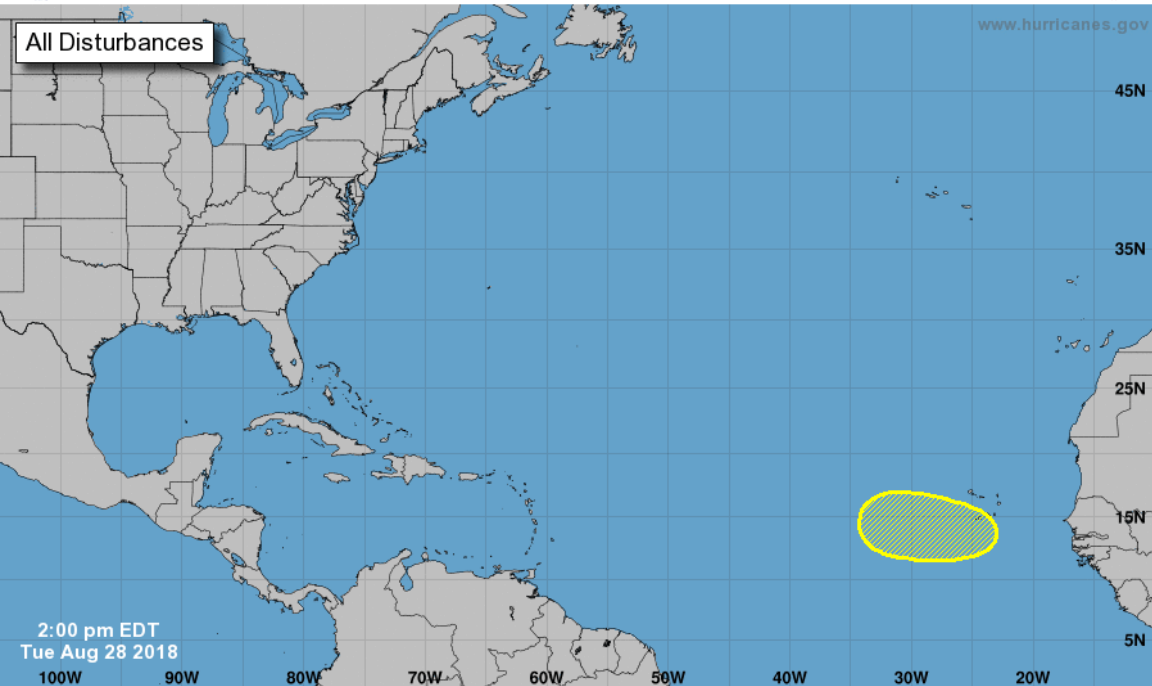 All Disturbances
www.hurricanes.gov
45N
35N
25N
15N
5N
2:00 pm EDT
Tue Aug 28 2018
100W 90W 80W 70W 60W 50W 40W 30W 20W